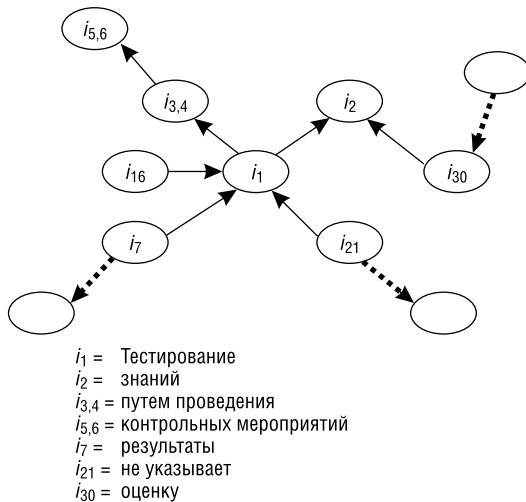 i5,6
i3,4
i2
i16
i1
i30
i7
i21
i1 = Тестирование
i2 = знаний
i3,4 = путем проведения
i5,6 = контрольных мероприятий
i7 = результаты
i21 = не указывает
i30 = оценку